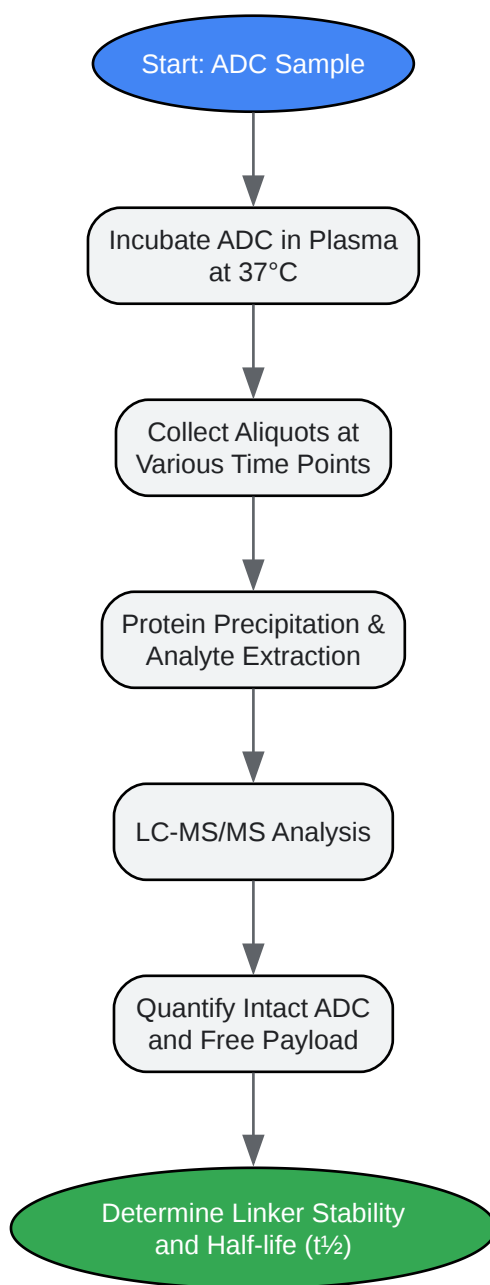 Start: ADC Sample
Incubate ADC in Plasma
at 37°C
Collect Aliquots at
Various Time Points
Protein Precipitation &
Analyte Extraction
LC-MS/MS Analysis
Quantify Intact ADC
and Free Payload
Determine Linker Stability
and Half-life (t½)